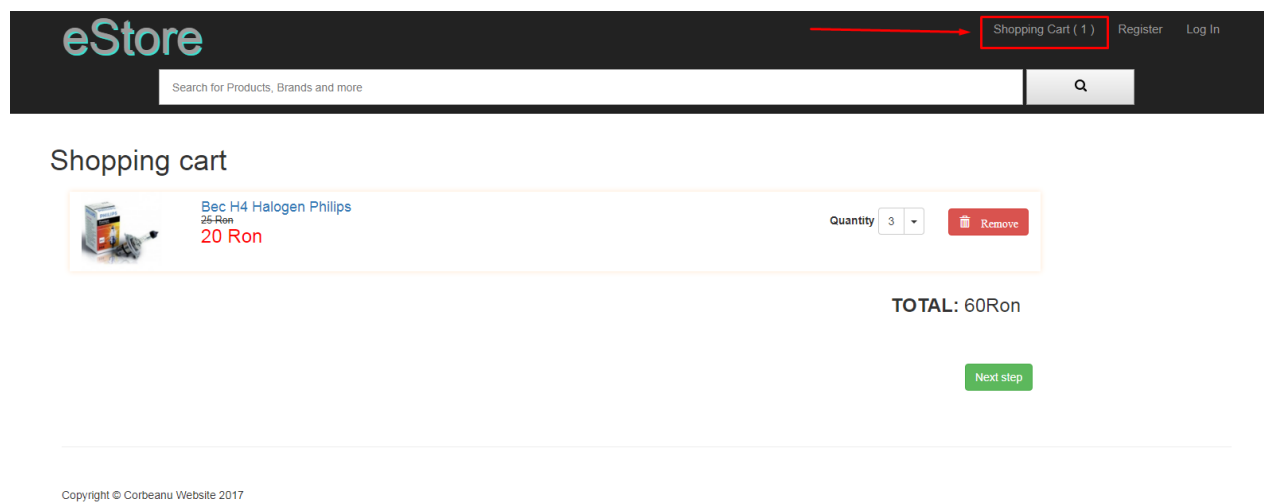 eStore
Shopping Cart ( 1 ) Register Log In
Search for Products, Brands and more
Shopping cart
Bec H4 Halogen Philips
25 Ron
20 Ron
Quantity 3 Remove
TOTAL: 60Ron
Next step
Copyright © Corbeanu Website 2017